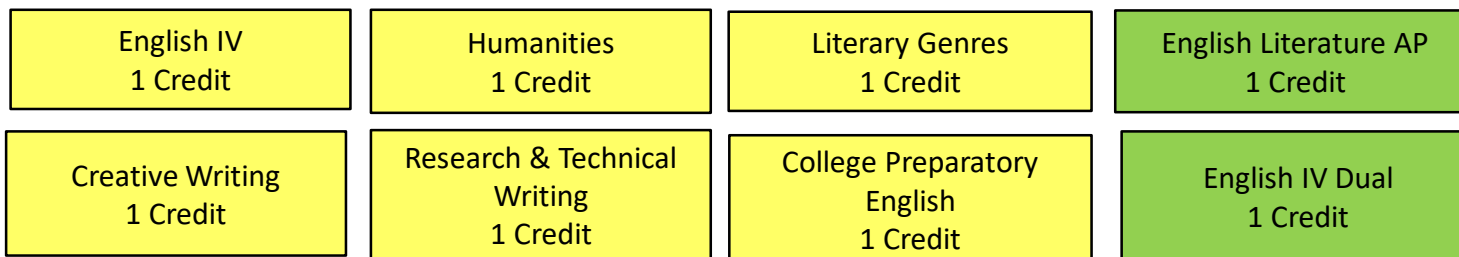 English IV
1 Credit
Humanities
1 Credit
Literary Genres
1 Credit
English Literature AP
1 Credit
Creative Writing
1 Credit
Research & Technical
Writing
1 Credit
College Preparatory
English
1 Credit
English IV Dual
1 Credit